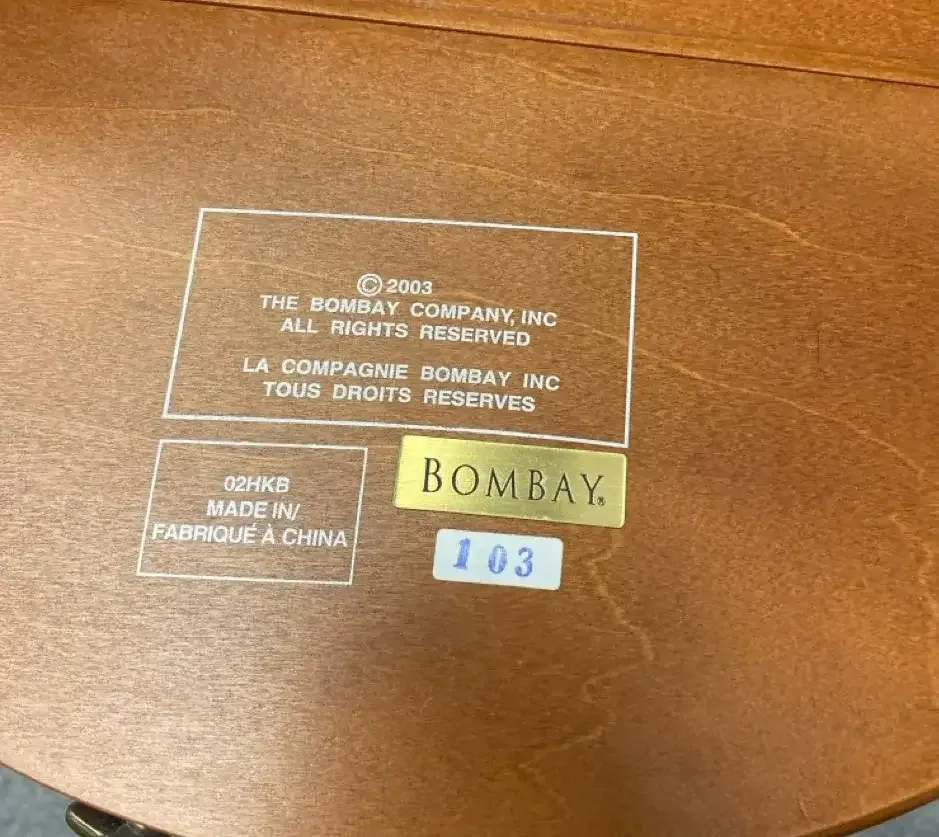 ©2003
THE BOMBAY COMPANY, INC
ALL RIGHTS RESERVED
LA COMPAGNIE BOMBAY INC
TOUS DROITS RESERVES
02HKB
MADE IN/
FABRIQUÉ À CHINA
BOMBAY®
103